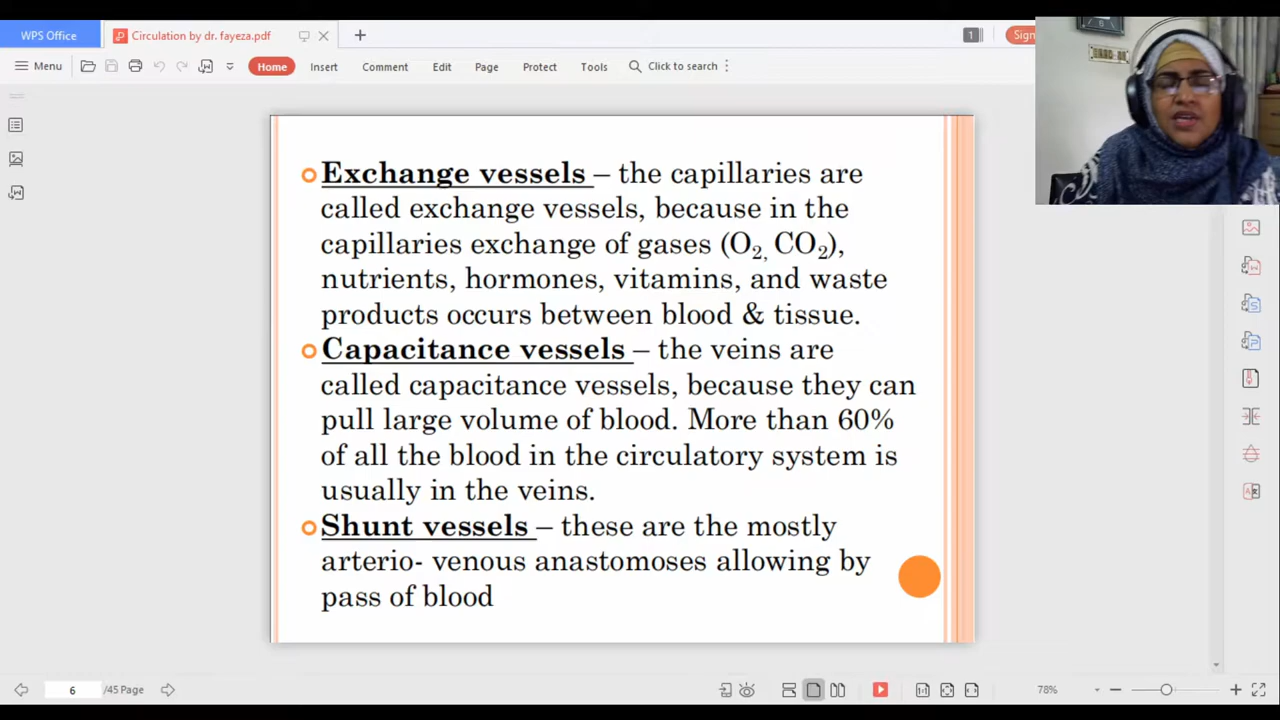 WPS Office
Circulation by dr. fayeza.pdf
1
Sign
Menu
Home
Insert
Comment
Edit
Page
Protect
Tools
Click to search
Exchange vessels – the capillaries are
called exchange vessels, because in the
capillaries exchange of gases (O₂, CO₂),
nutrients, hormones, vitamins, and waste
products occurs between blood & tissue.
Capacitance vessels – the veins are
called capacitance vessels, because they can
pull large volume of blood. More than 60%
of all the blood in the circulatory system is
usually in the veins.
Shunt vessels – these are the mostly
arterio- venous anastomoses allowing by
pass of blood
6 /45 Page
78%